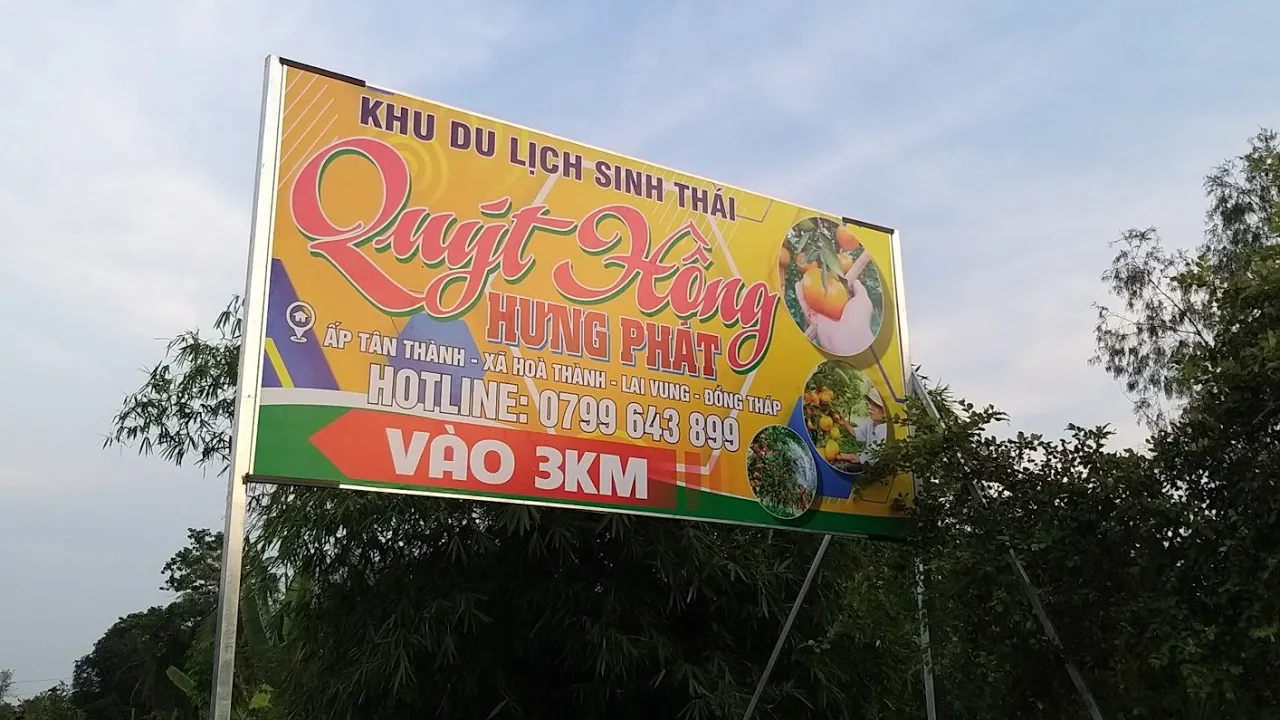 KHU DU LỊCH SINH THÁI
Quýt Hồng
HƯNG PHÁT
ẤP TÂN THÀNH - XÃ HOÀ THÀNH - LAI VUNG - ĐỒNG THÁP
HOTLINE: 0799 643 899
VÀO 3KM